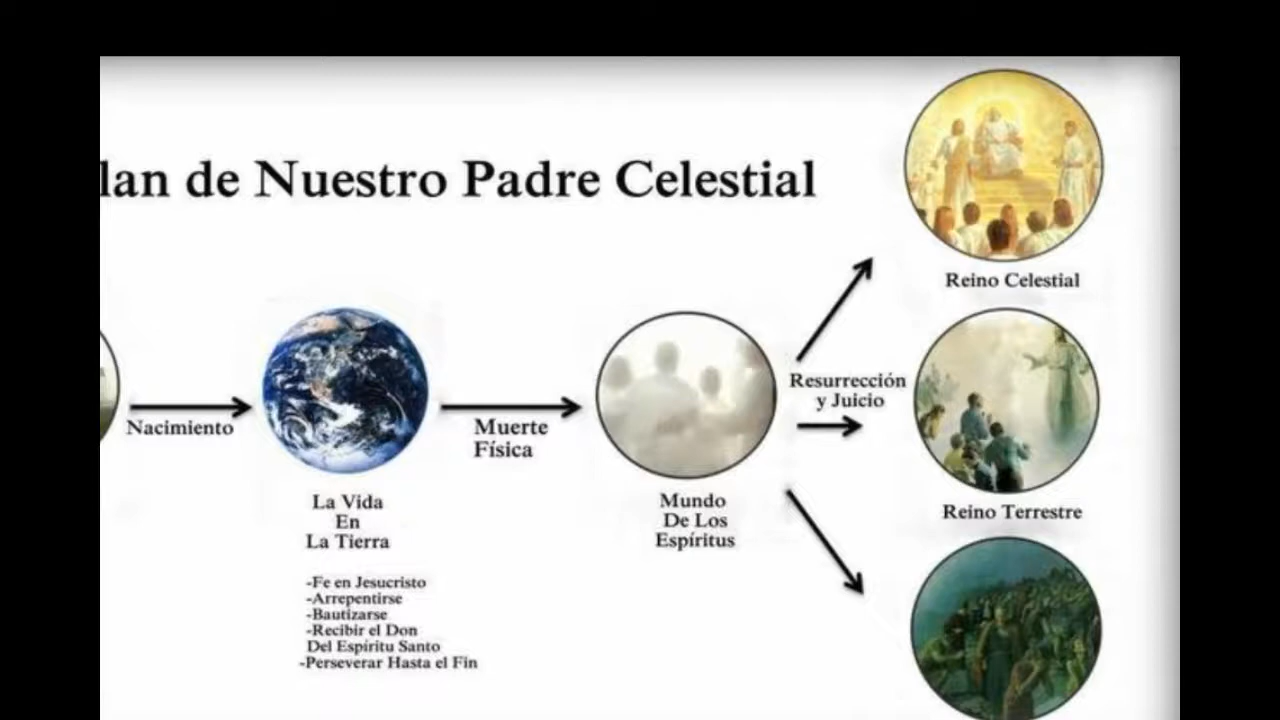 lan de Nuestro Padre Celestial
Reino Celestial
Nacimiento
Muerte
Física
Resurrección
y Juicio
La Vida
En
La Tierra
Mundo
De Los
Espíritus
Reino Terrestre
-Fe en Jesucristo
-Arrepentirse
-Bautizarse
-Recibir el Don
Del Espíritu Santo
-Perseverar Hasta el Fin